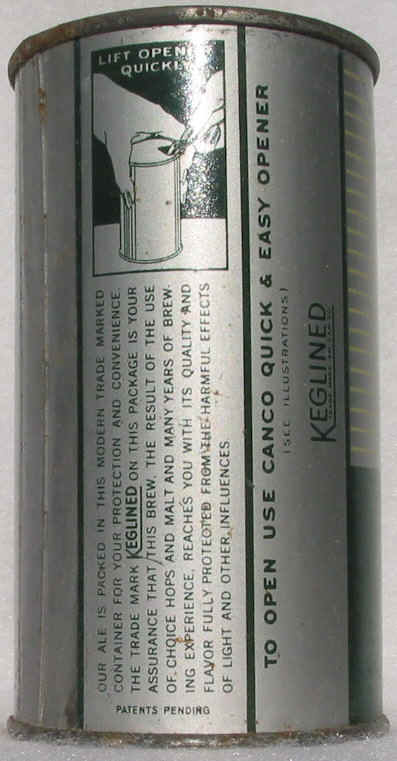 LIFT OPENER
QUICKLY
OUR ALE IS PACKED IN THIS MODERN TRADE MARKED
CONTAINER FOR YOUR PROTECTION AND CONVENIENCE.
THE TRADE MARK KEGLINED ON THIS PACKAGE IS YOUR
ASSURANCE THAT THIS BREW, THE RESULT OF THE USE
OF CHOICE HOPS AND MALT AND MANY YEARS OF BREW-
ING EXPERIENCE, REACHES YOU WITH ITS QUALITY AND
FLAVOR FULLY PROTECTED FROM THE HARMFUL EFFECTS
OF LIGHT AND OTHER INFLUENCES.
PATENTS PENDING
TO OPEN USE CANCO QUICK & EASY OPENER
(SEE ILLUSTRATIONS)
KEGLINED